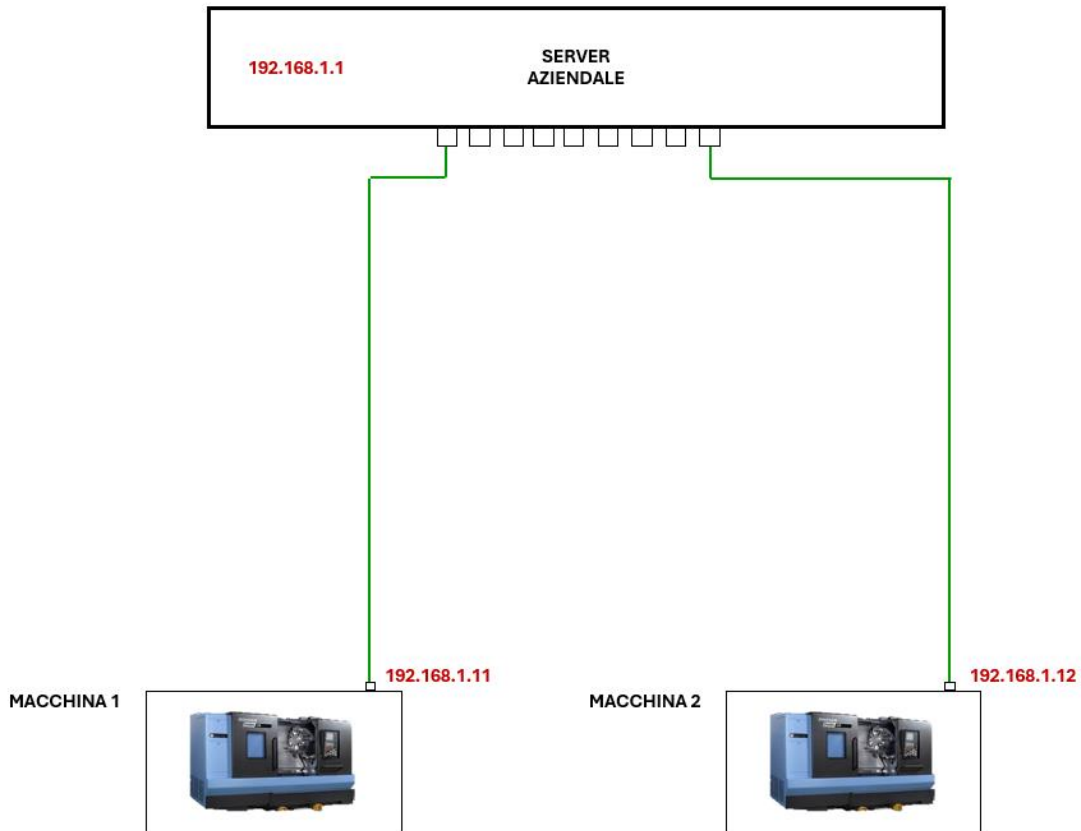 192.168.1.1
SERVER
AZIENDALE
192.168.1.11
192.168.1.12
MACCHINA 1
MACCHINA 2